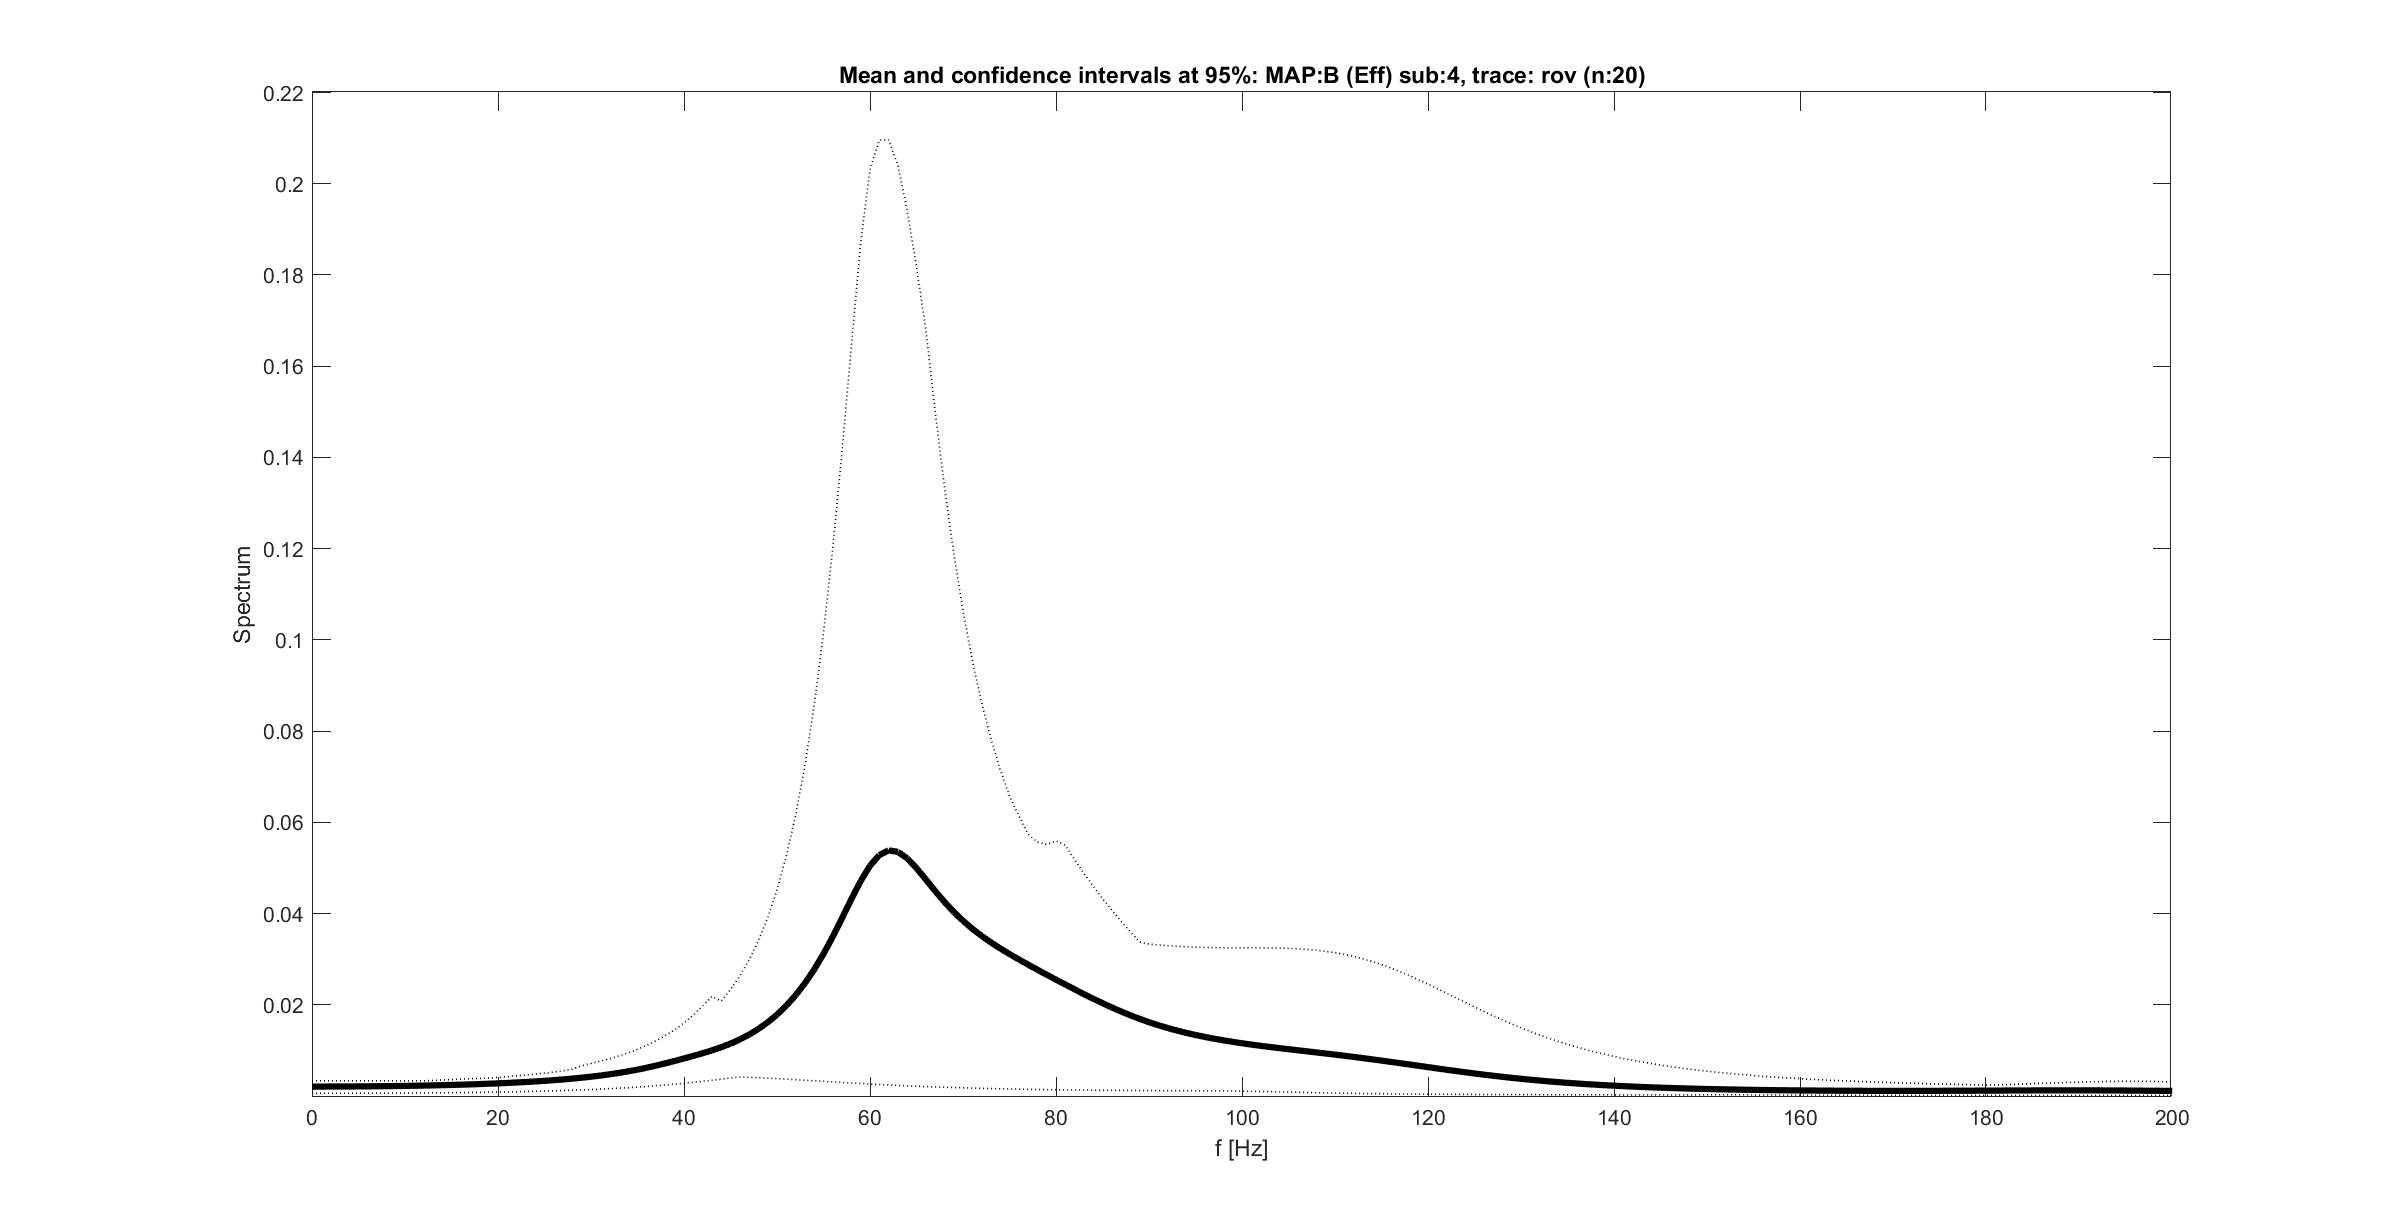 Mean and confidence intervals at 95%: MAP:B (Eff) sub:4, trace: rov (n:20)
0.22
0.2
0.18
0.16
0.14
0.12
0.1
0.08
0.06
0.04
0.02
Spectrum
0 20 40 60 80 100 120 140 160 180 200
f [Hz]